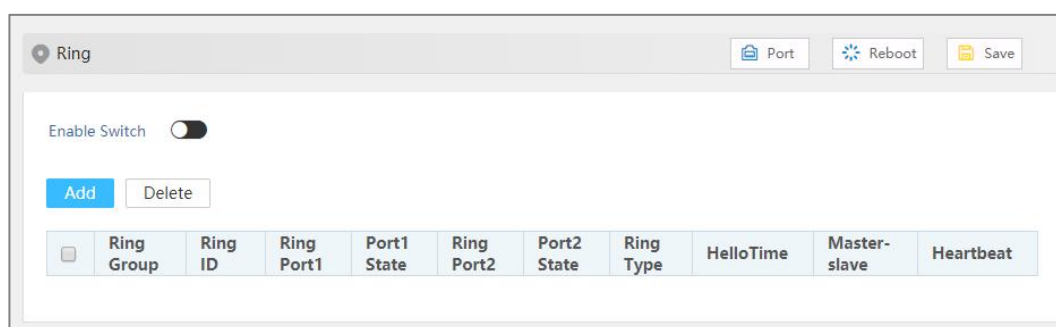 Ring Port Reboot Save
Enable Switch
Add Delete
Ring Group Ring ID Ring Port1 Port1 State Ring Port2 Port2 State Ring Type HelloTime Master-slave Heartbeat